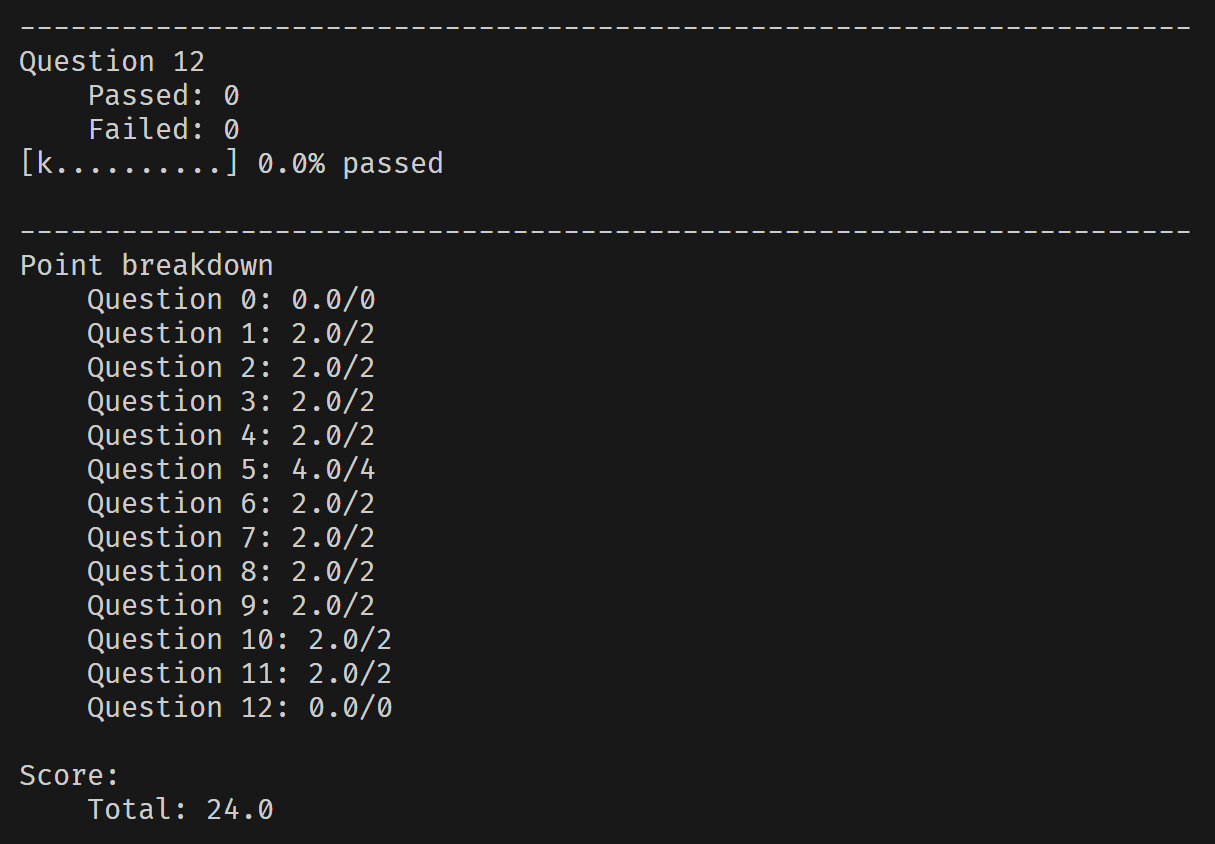 ---------------------------------------------------------------------
Question 12
    Passed: 0
    Failed: 0
[k..........] 0.0% passed

---------------------------------------------------------------------
Point breakdown
    Question 0: 0.0/0
    Question 1: 2.0/2
    Question 2: 2.0/2
    Question 3: 2.0/2
    Question 4: 2.0/2
    Question 5: 4.0/4
    Question 6: 2.0/2
    Question 7: 2.0/2
    Question 8: 2.0/2
    Question 9: 2.0/2
    Question 10: 2.0/2
    Question 11: 2.0/2
    Question 12: 0.0/0

Score:
    Total: 24.0